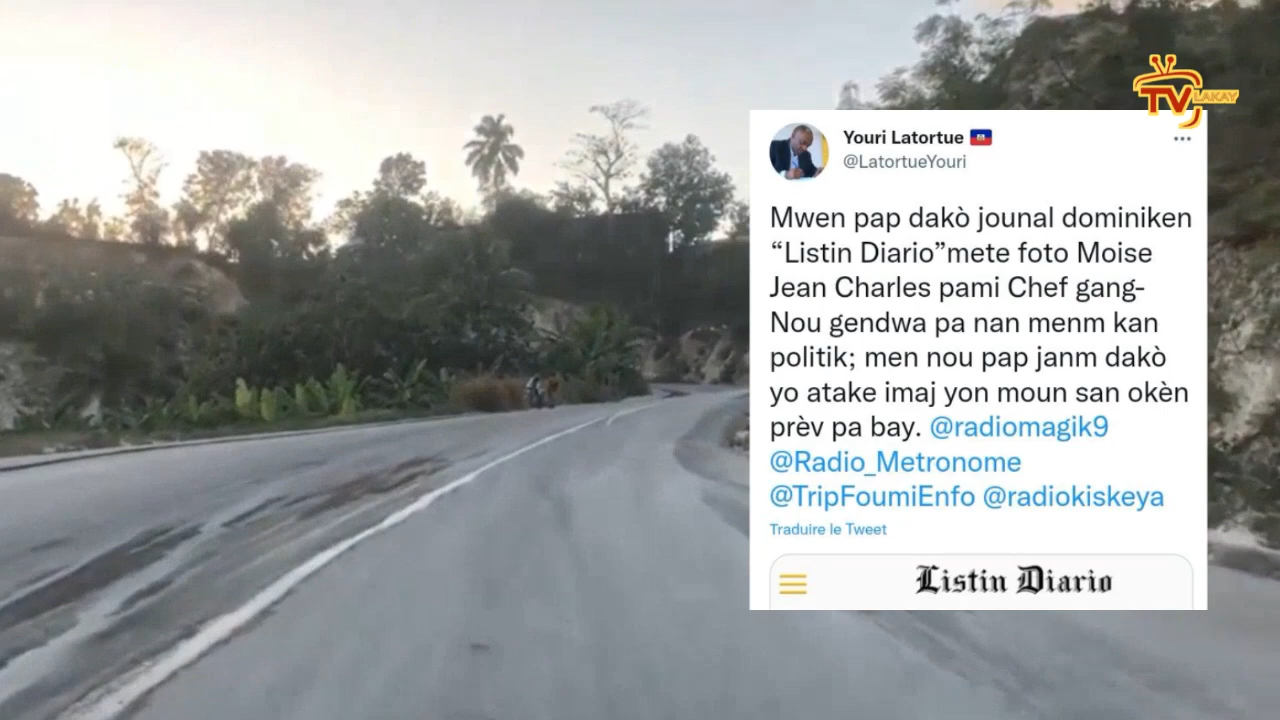 TV LAKAY
Youri Latortue
@LatortueYouri
Mwen pap dakò jounal dominiken
“Listin Diario”mete foto Moise
Jean Charles pami Chef gang-
Nou gendwa pa nan menm kan
politik; men nou pap janm dakò
yo atake imaj yon moun san okèn
prèv pa bay. @radiomagik9
@Radio_Metronome
@TripFoumiEnfo @radiokiskeya
Traduire le Tweet
Listin Diario